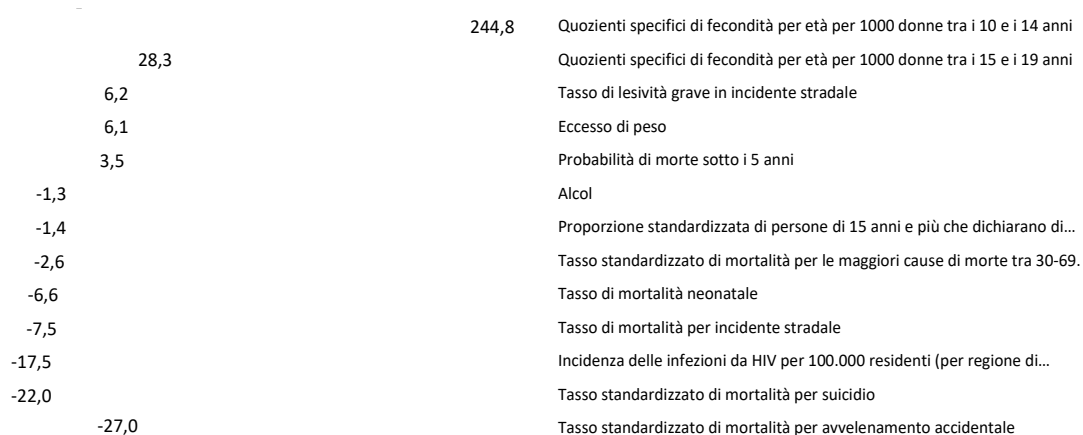 244,8 Quozienti specifici di fecondità per età per 1000 donne tra i 10 e i 14 anni
28,3 Quozienti specifici di fecondità per età per 1000 donne tra i 15 e i 19 anni
6,2 Tasso di lesività grave in incidente stradale
6,1 Eccesso di peso
3,5 Probabilità di morte sotto i 5 anni
-1,3 Alcol
-1,4 Proporzione standardizzata di persone di 15 anni e più che dichiarano di…
-2,6 Tasso standardizzato di mortalità per le maggiori cause di morte tra 30-69.
-6,6 Tasso di mortalità neonatale
-7,5 Tasso di mortalità per incidente stradale
-17,5 Incidenza delle infezioni da HIV per 100.000 residenti (per regione di…
-22,0 Tasso standardizzato di mortalità per suicidio
-27,0 Tasso standardizzato di mortalità per avvelenamento accidentale